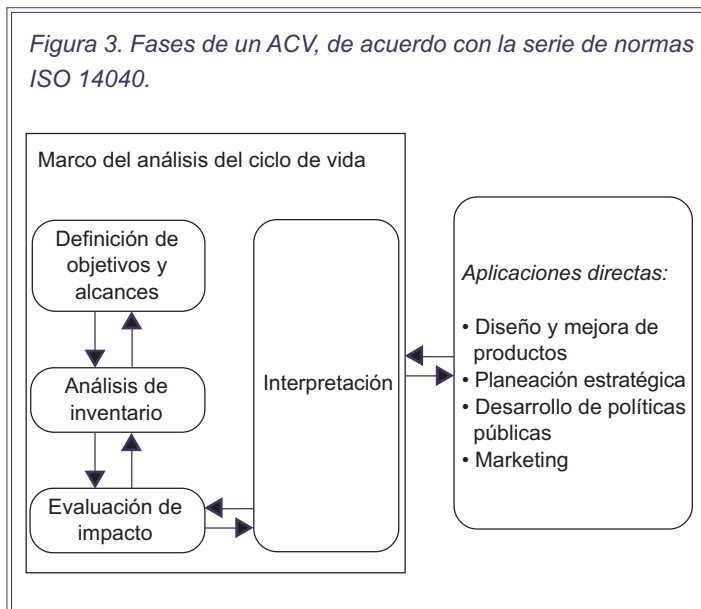 Figura 3. Fases de un ACV, de acuerdo con la serie de normas
ISO 14040.
Marco del análisis del ciclo de vida
Definición de
objetivos y
alcances
Análisis de
inventario
Evaluación de
impacto
Interpretación
Aplicaciones directas:
• Diseño y mejora de
productos
• Planeación estratégica
• Desarrollo de políticas
públicas
• Marketing